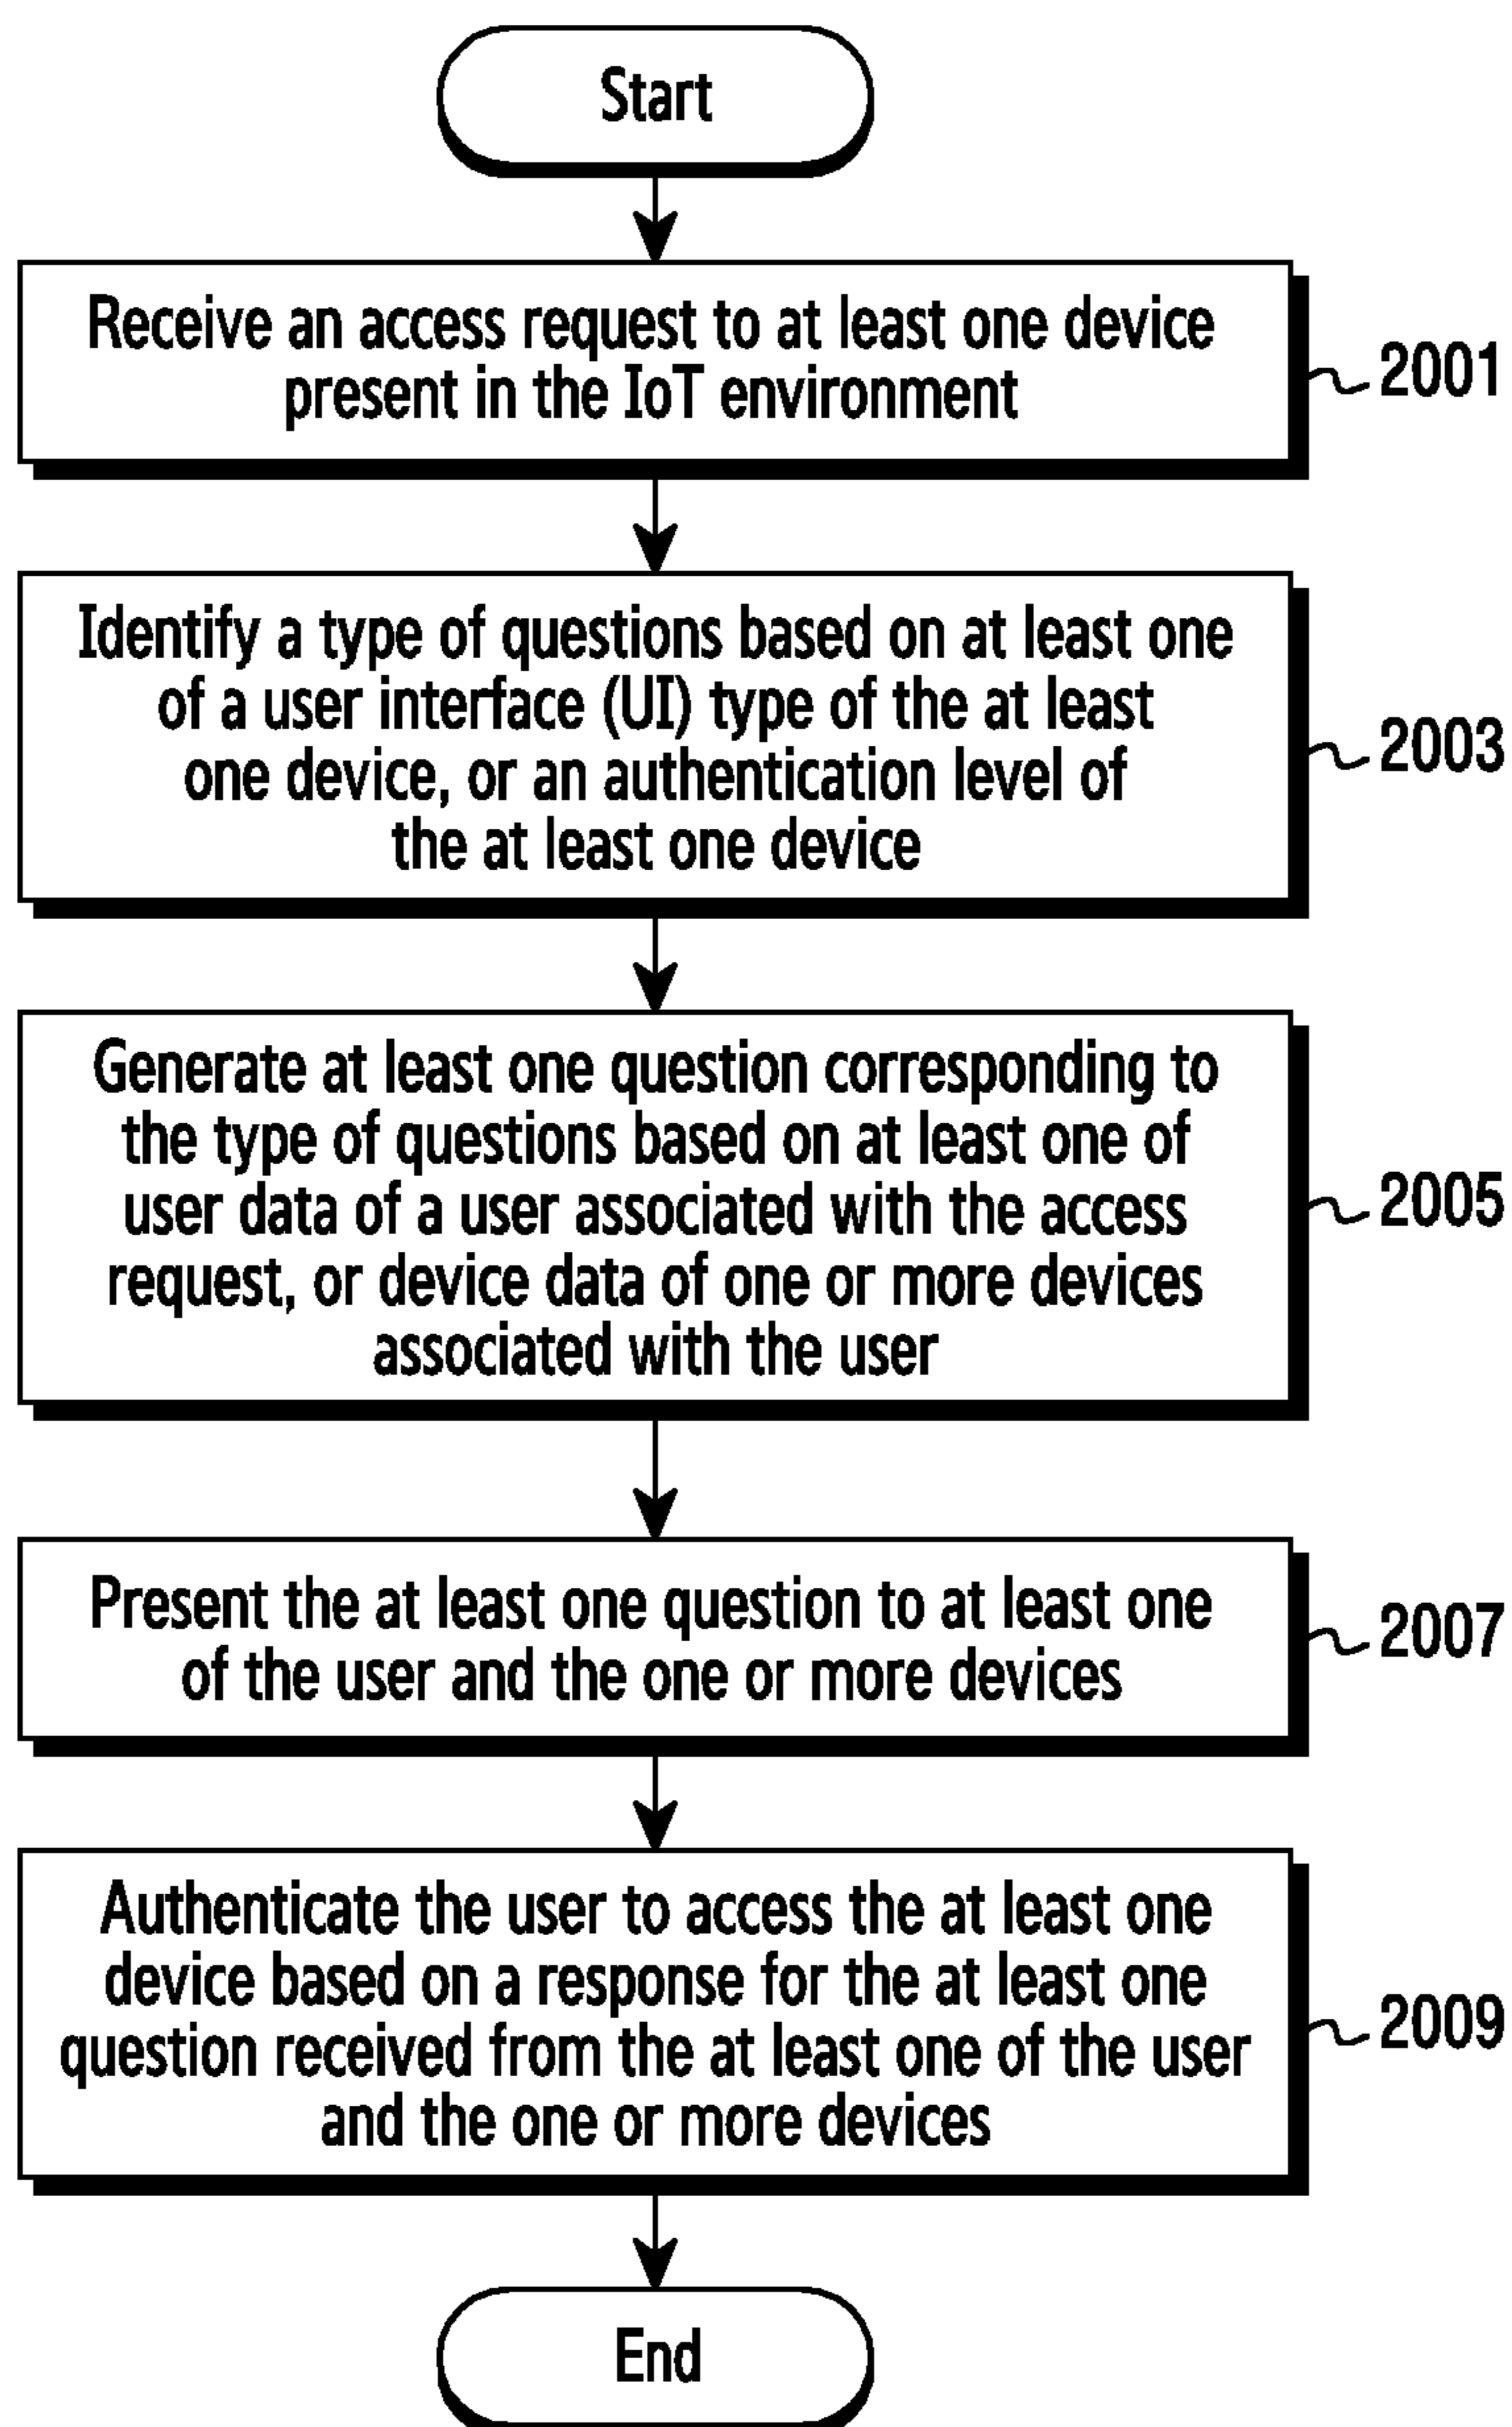 Start
Receive an access request to at least one device
present in the IoT environment
2001
Identify a type of questions based on at least one
of a user interface (UI) type of the at least
one device, or an authentication level of
the at least one device
2003
Generate at least one question corresponding to
the type of questions based on at least one of
user data of a user associated with the access
request, or device data of one or more devices
associated with the user
2005
Present the at least one question to at least one
of the user and the one or more devices
2007
Authenticate the user to access the at least one
device based on a response for the at least one
question received from the at least one of the user
and the one or more devices
2009
End